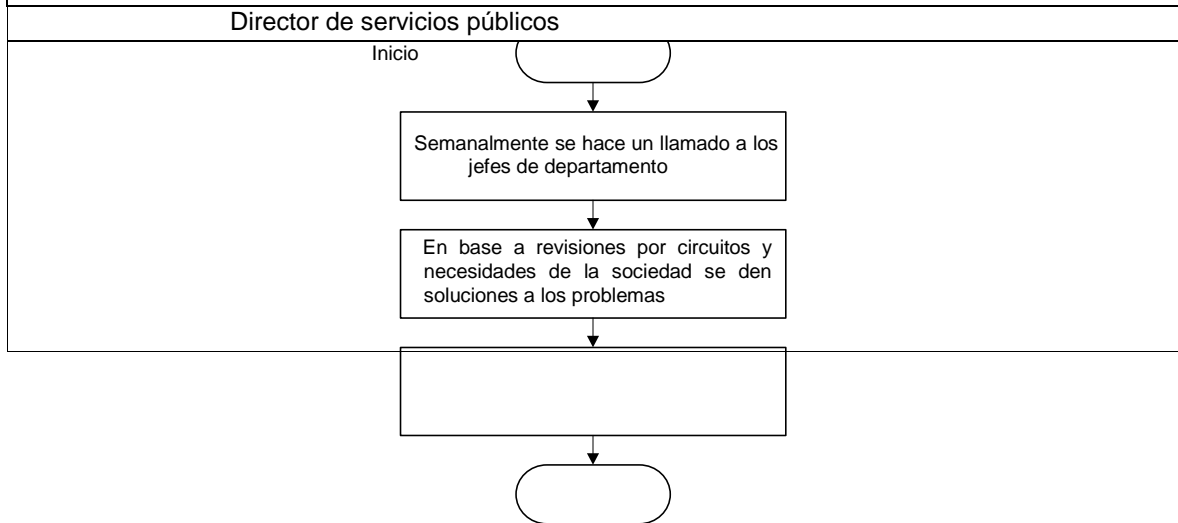 Director de servicios públicos
Inicio
Semanalmente se hace un llamado a los
jefes de departamento
En base a revisiones por circuitos y
necesidades de la sociedad se den
soluciones a los problemas